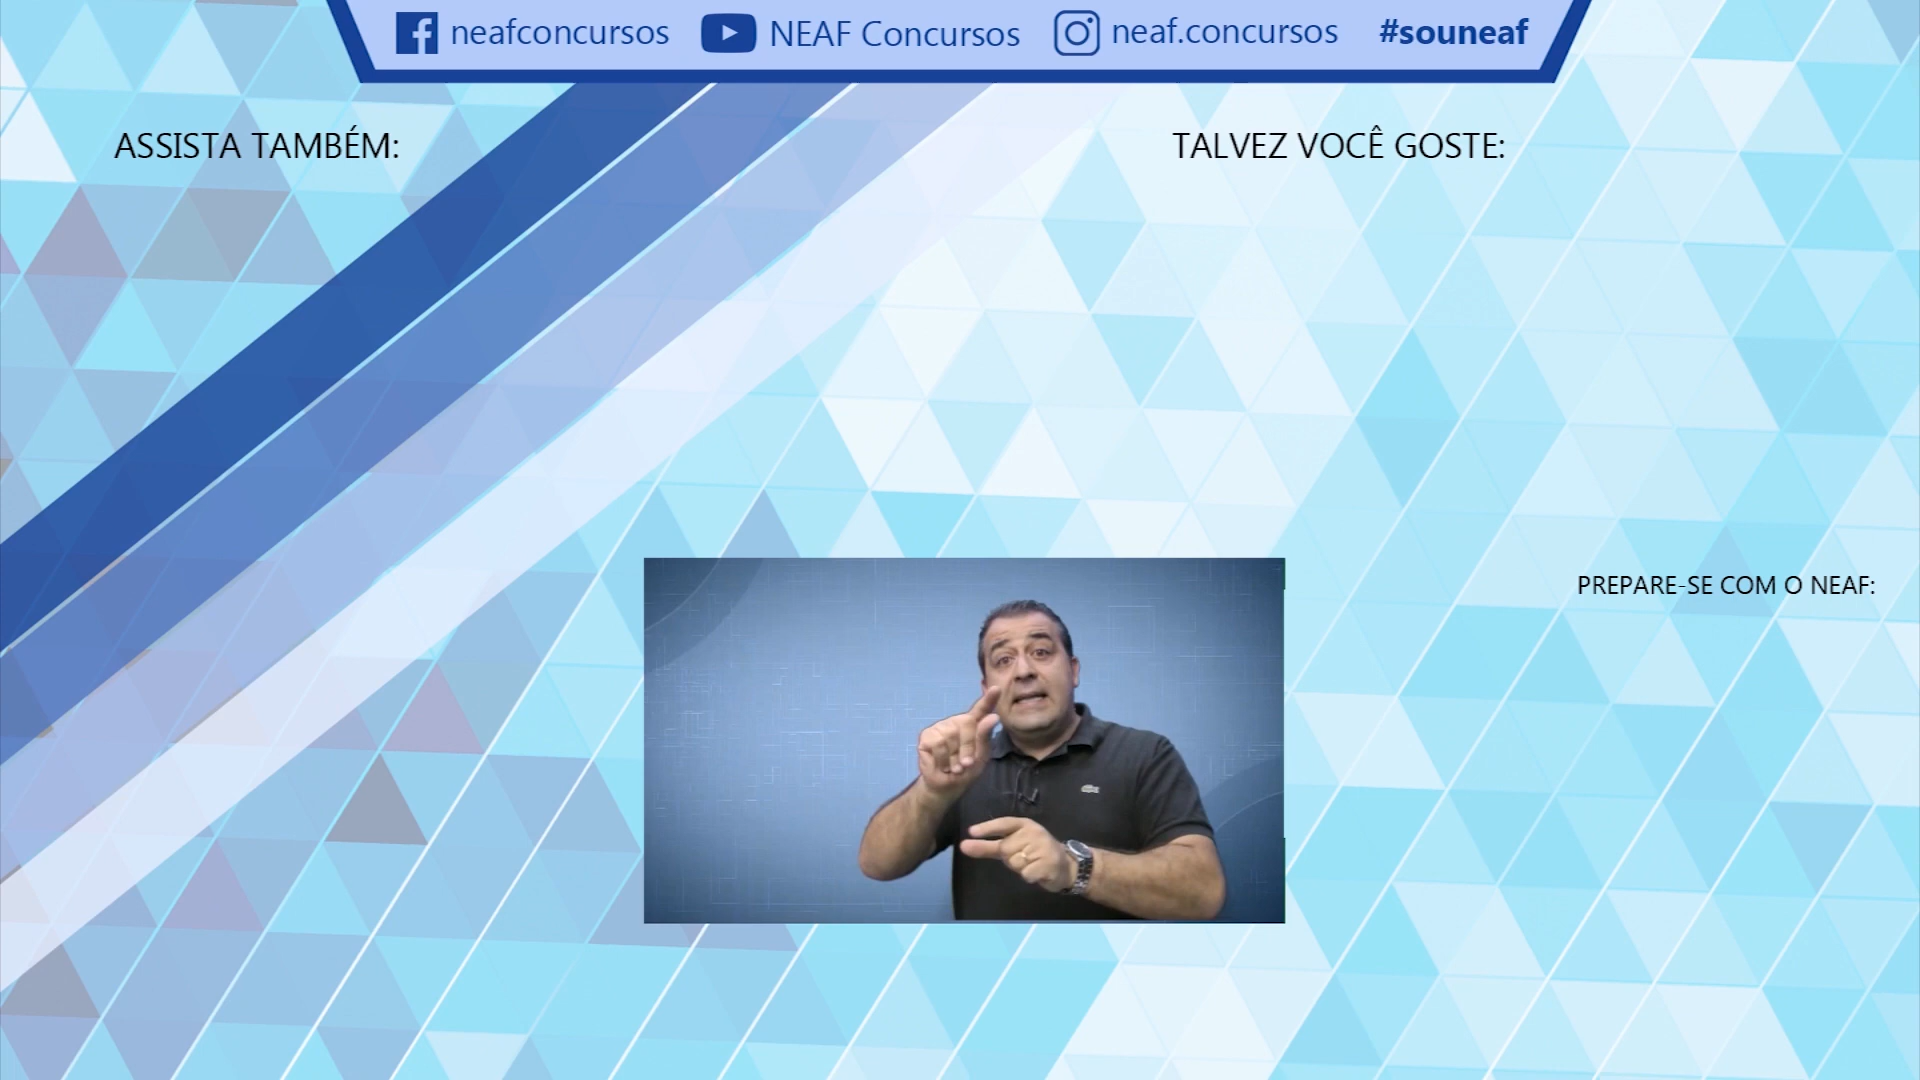 neafconcursos NEAF Concursos neaf.concursos #souneaf
ASSISTA TAMBÉM:
TALVEZ VOCÊ GOSTE:
PREPARE-SE COM O NEAF: